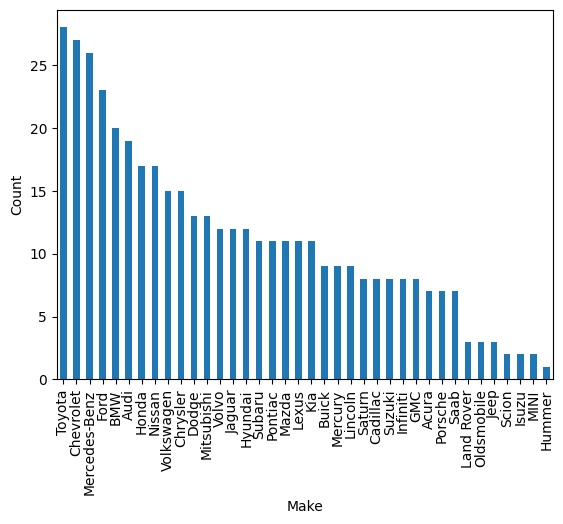 25
20
15
10
5
0
Count
Toyota
Chevrolet
Mercedes-Benz
Ford
BMW
Audi
Honda
Nissan
Volkswagen
Chrysler
Dodge
Mitsubishi
Volvo
Jaguar
Hyundai
Subaru
Pontiac
Mazda
Lexus
Kia
Buick
Mercury
Lincoln
Saturn
Cadillac
Suzuki
Infiniti
GMC
Acura
Porsche
Saab
Land Rover
Oldsmobile
Jeep
Scion
Isuzu
MINI
Hummer
Make